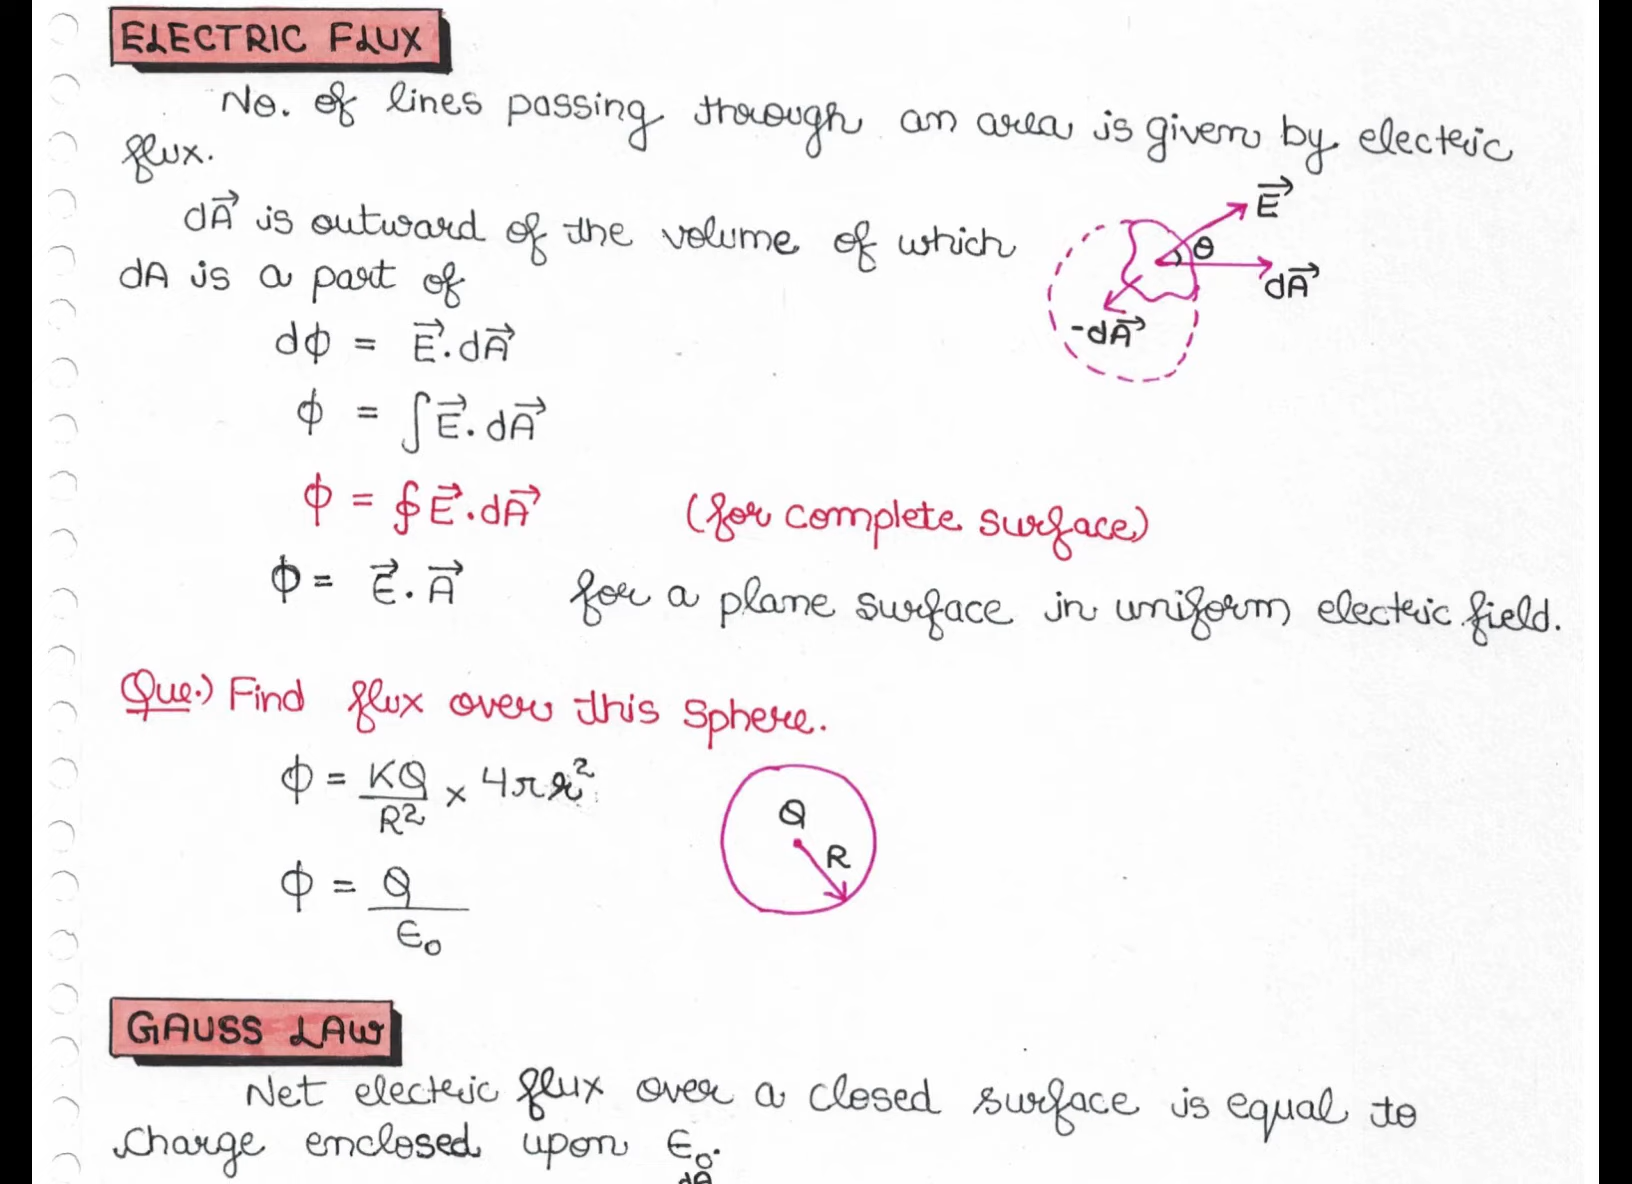 ELECTRIC FLUX
No. of lines passing through an area is given by electric
flux.
dA⃗ is outward of the volume of which
dA is a part of
E⃗
θ
dA⃗
-dA⃗
dϕ = E⃗.dA⃗
ϕ = ∫E⃗.dA⃗
ϕ = ∮E⃗.dA⃗ (for complete surface)
ϕ = E⃗.A⃗ for a plane surface in uniform electric field.
Que.) Find flux over this sphere.
ϕ = KQ/R² × 4πr²
Q
R
ϕ = Q/ε₀
GAUSS LAW
Net electric flux over a closed surface is equal to
charge enclosed upon ε₀.
dA